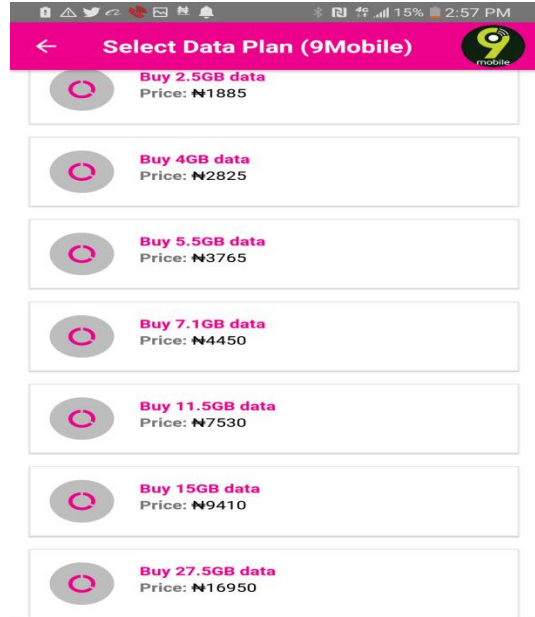 15% 2:57 PM
Select Data Plan (9Mobile)
9
mobile
Buy 2.5GB data
Price: ₦1885
Buy 4GB data
Price: ₦2825
Buy 5.5GB data
Price: ₦3765
Buy 7.1GB data
Price: ₦4450
Buy 11.5GB data
Price: ₦7530
Buy 15GB data
Price: ₦9410
Buy 27.5GB data
Price: ₦16950